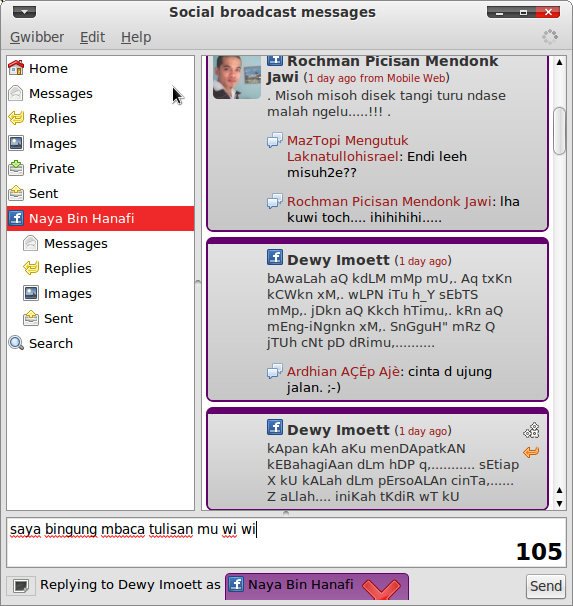 Social broadcast messages
Gwibber Edit Help
Home
Messages
Replies
Images
Private
Sent
Naya Bin Hanafi
Messages
Replies
Images
Sent
Search
Rochman Picisan Mendonk
Jawi (1 day ago from Mobile Web)
. Misoh misoh disek tangi turu ndase
malah ngelu.....!!! .
MazTopi Mengutuk
Laknatullohisrael: Endi leeh
misuh2e??
Rochman Picisan Mendonk Jawi: lha
kuwi toch.... ihihihihi.....
Dewy Imoett (1 day ago)
bAwaLah aQ kdLM mMp mU,. Aq txKn
kCWkn xM,. wLPN iTu h_Y sEbTS
mMp,. jDkn aQ Kkch hTimu,. kRn aQ
mEng-iNgnkn xM,. SnGguH" mRz Q
jTUh cNt pD dRimu,..........
Ardhian AÇÉp Ajè: cinta d ujung
jalan. ;-)
Dewy Imoett (1 day ago)
kApan kAh aKu menDApatkAN
kEBahagiAan dLm hDP q,........... sEtiap
X kU kALah dLm pErsoALAn cinTa,......
Z aLlah.... iniKah tKdiR wT kU
saya bingung mbaca tulisan mu wi wi
105
Replying to Dewy Imoett as Naya Bin Hanafi
Send